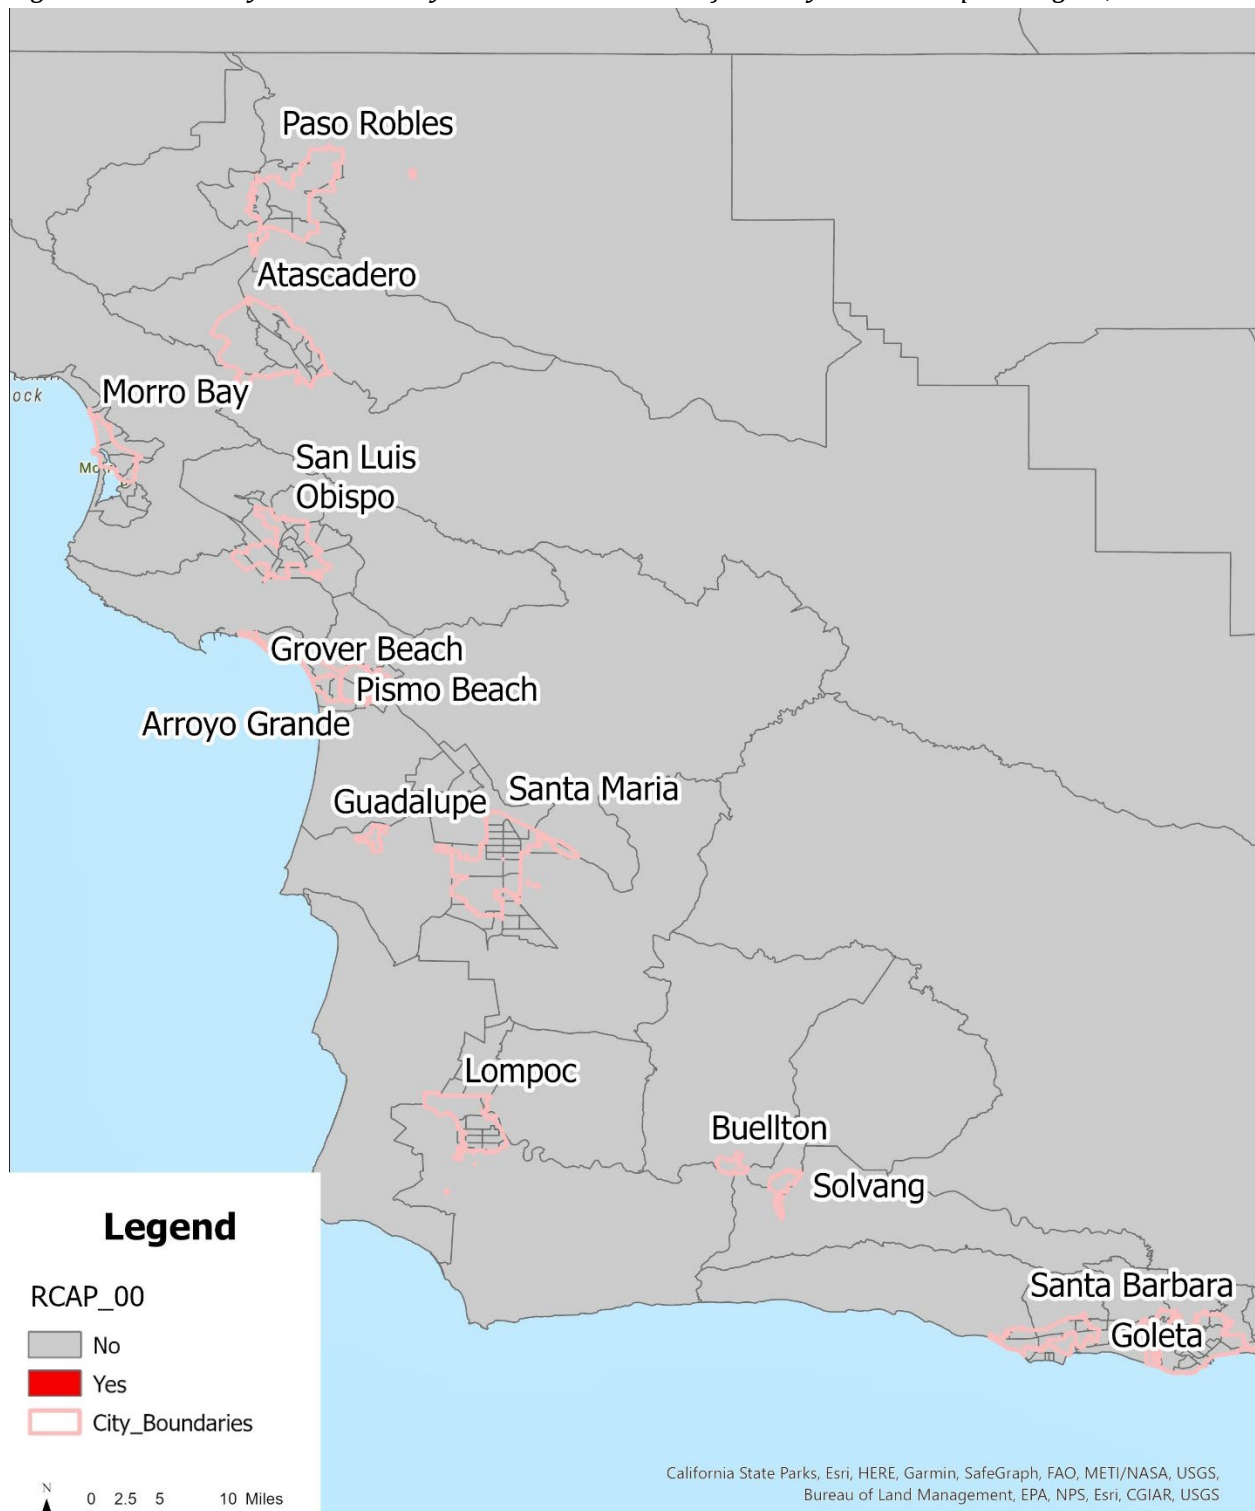 Paso Robles
Atascadero
ock
Morro Bay
Mo
San Luis
Obispo
Grover Beach
Pismo Beach
Arroyo Grande
Santa Maria
Guadalupe
Lompoc
Buellton
Solvang
Santa Barbara
Goleta
Legend
RCAP_00
No
Yes
City_Boundaries
N
0 2.5 5 10 Miles
California State Parks, Esri, HERE, Garmin, SafeGraph, FAO, METI/NASA, USGS,
Bureau of Land Management, EPA, NPS, Esri, CGIAR, USGS